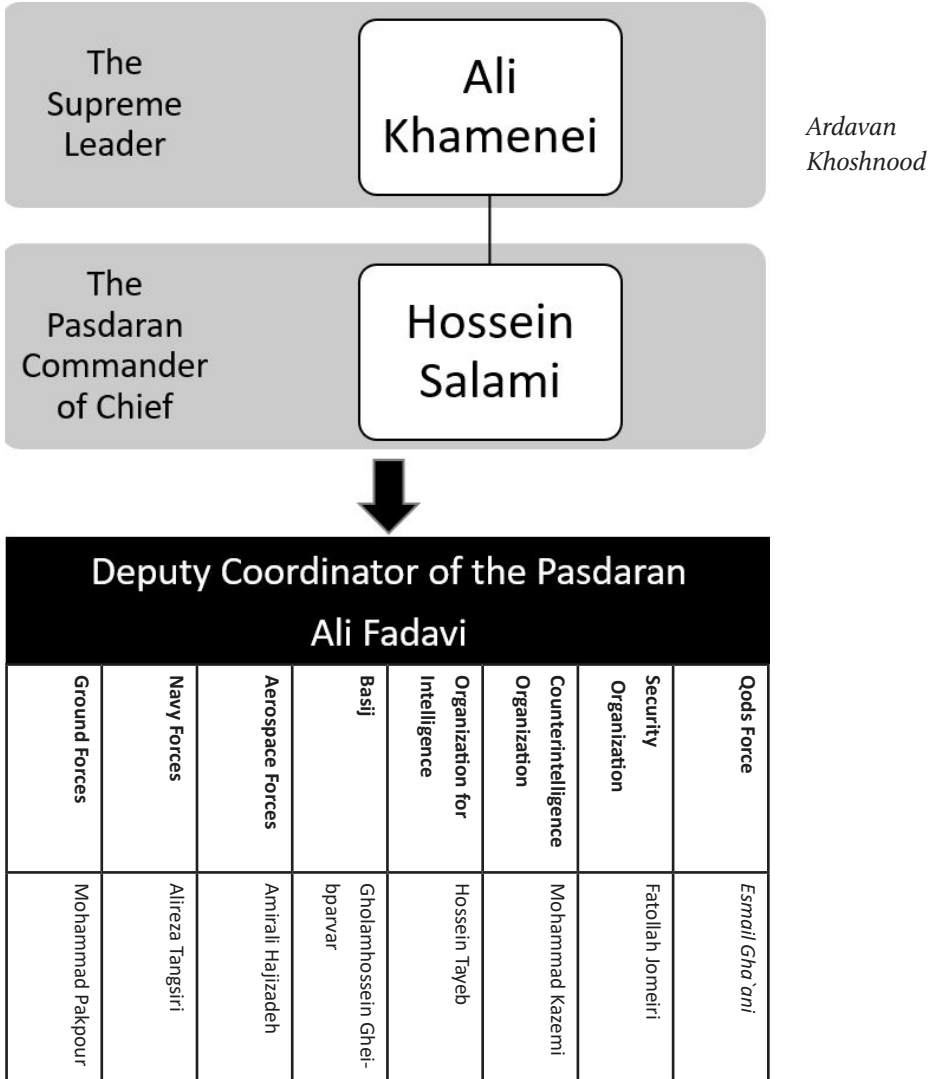 The
Supreme
Leader
Ali
Khamenei
Ardavan
Khoshnood
The
Pasdaran
Commander
of Chief
Hossein
Salami
Deputy Coordinator of the Pasdaran
Ali Fadavi
Ground Forces
Navy Forces
Aerospace Forces
Basij
Organization for
Intelligence
Counterintelligence
Organization
Security
Organization
Qods Force
Mohammad Pakpour
Alireza Tangsiri
Amirali Hajizadeh
Gholamhossein Ghei-
bparvar
Hossein Tayeb
Mohammad Kazemi
Fatollah Jomeiri
Esmail Gha`ani